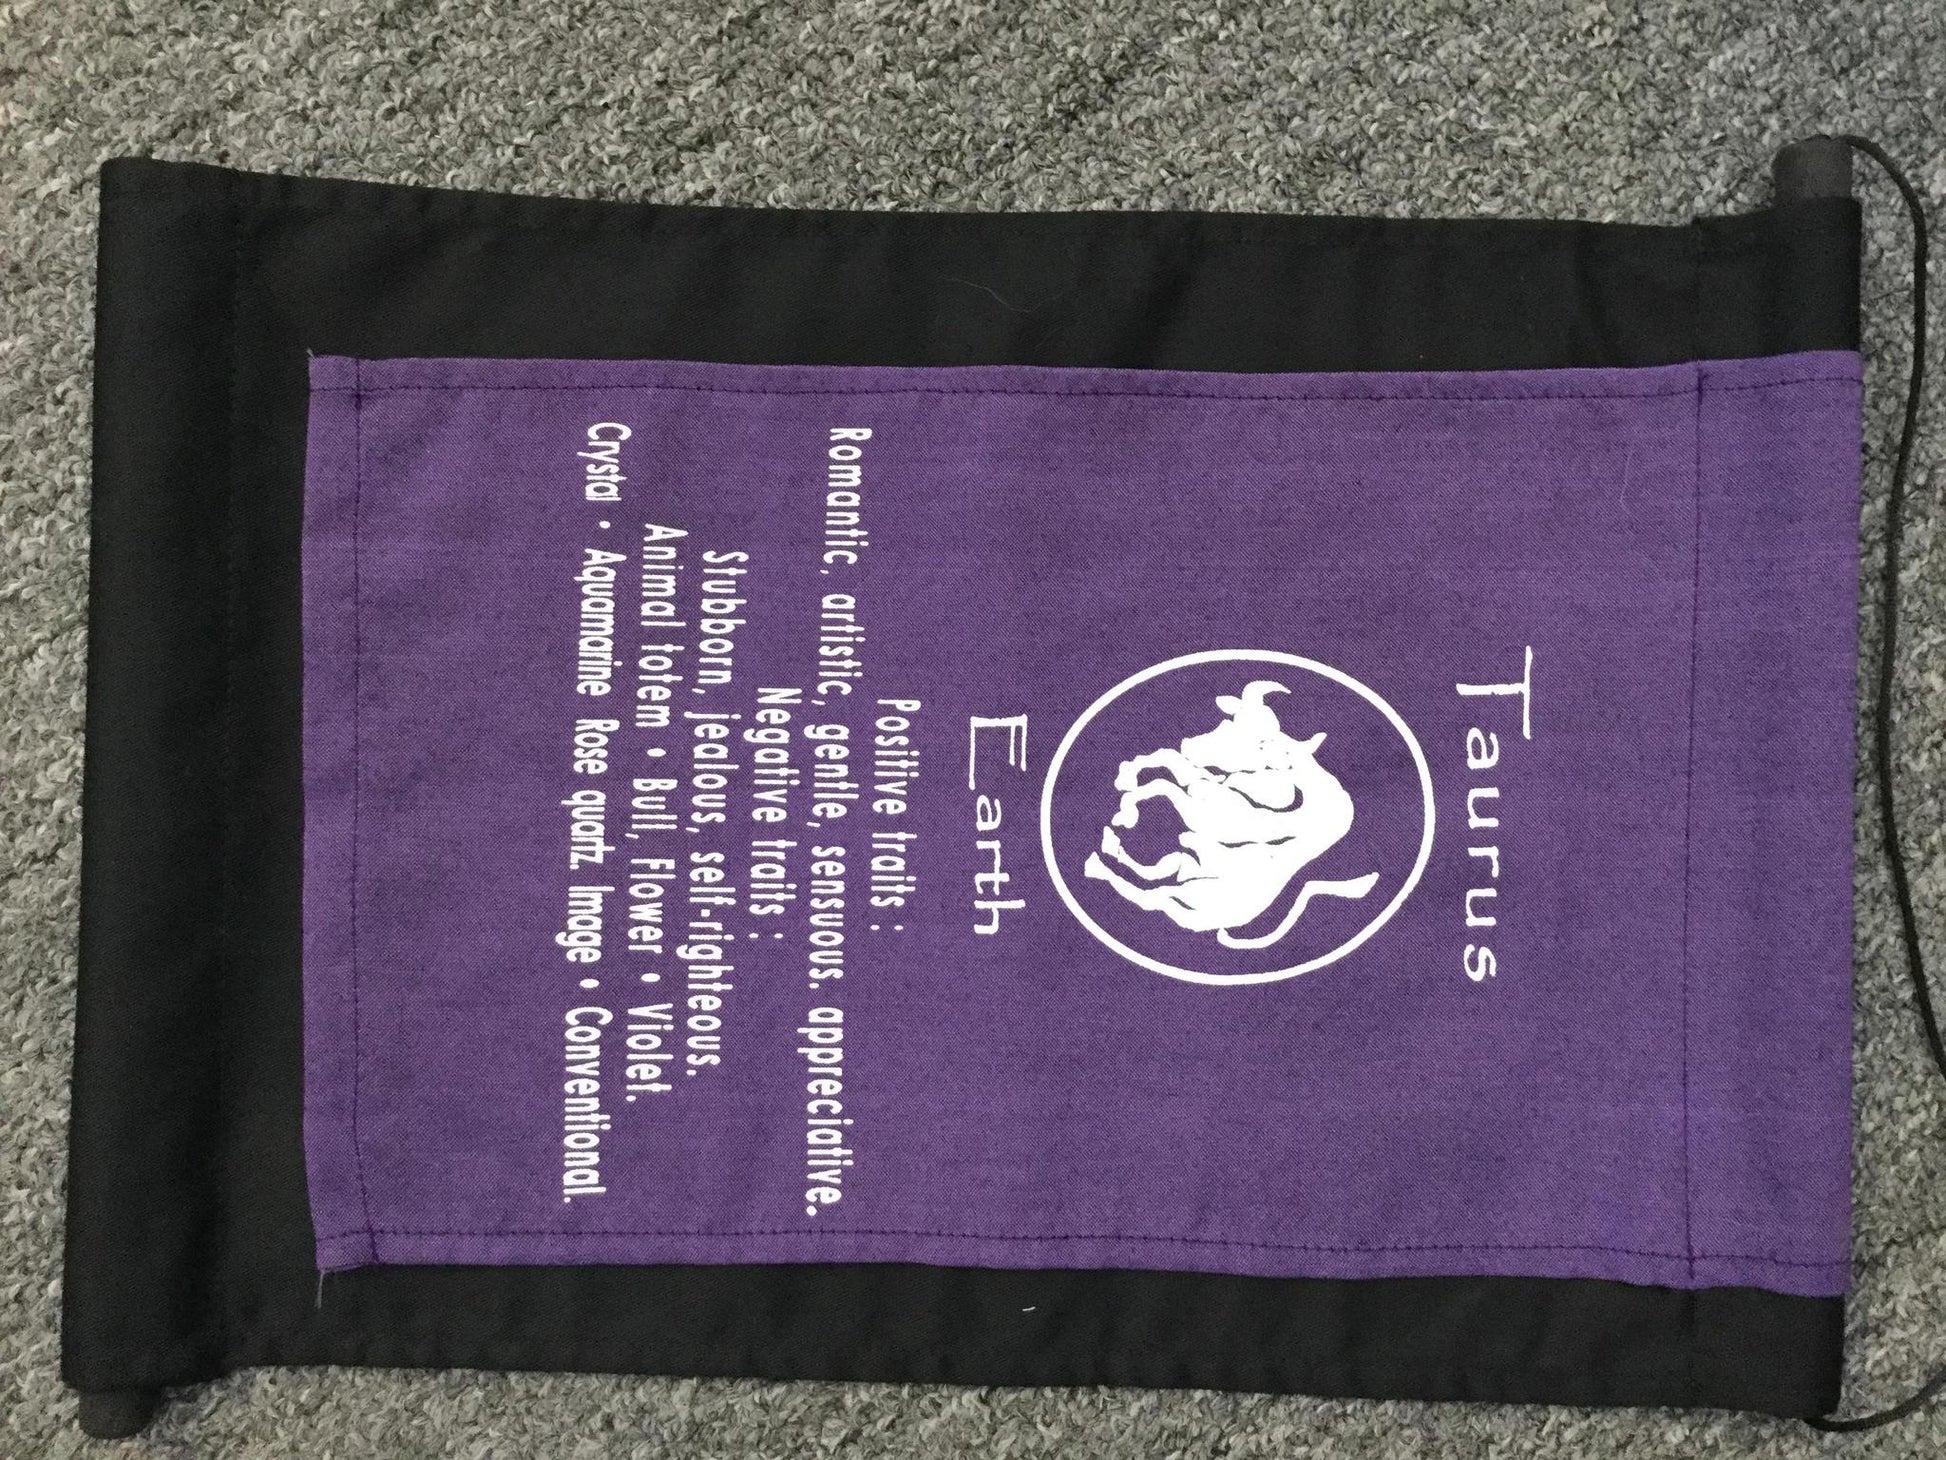 Taurus
Earth
Positive traits :
Romantic, artistic, gentle, sensuous. appreciative.
Negative traits :
Stubborn, jealous, self-righteous.
Animal totem • Bull, Flower • Violet.
Crystal • Aquamarine Rose quartz. Image • Conventional.